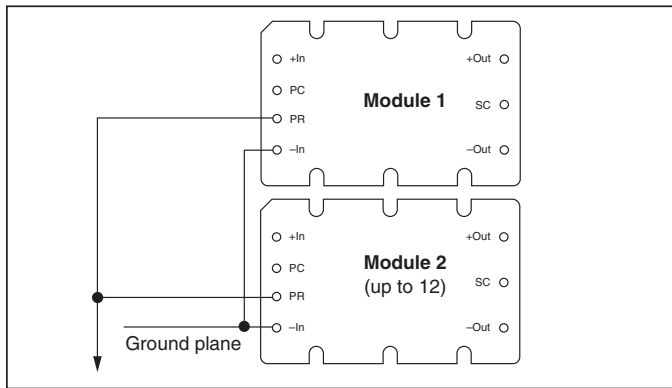 +In
+Out
PC
Module 1
SC
PR
–In
–Out
+In
+Out
PC
Module 2
(up to 12)
SC
PR
–In
–Out
Ground plane